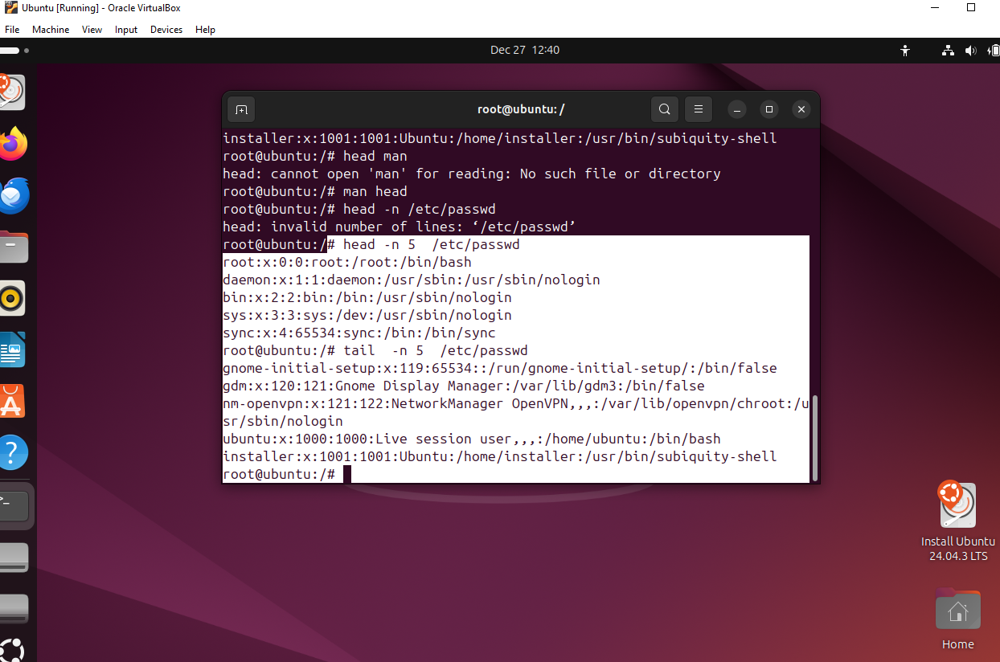 Ubuntu [Running] - Oracle VirtualBox
File Machine View Input Devices Help
Dec 27 12:40
root@ubuntu: /
installer:x:1001:1001:Ubuntu:/home/installer:/usr/bin/subiquity-shell
root@ubuntu:/# head man
head: cannot open 'man' for reading: No such file or directory
root@ubuntu:/# man head
root@ubuntu:/# head -n /etc/passwd
head: invalid number of lines: ‘/etc/passwd’
root@ubuntu:/# head -n 5  /etc/passwd
root:x:0:0:root:/root:/bin/bash
daemon:x:1:1:daemon:/usr/sbin:/usr/sbin/nologin
bin:x:2:2:bin:/bin:/usr/sbin/nologin
sys:x:3:3:sys:/dev:/usr/sbin/nologin
sync:x:4:65534:sync:/bin:/bin/sync
root@ubuntu:/# tail  -n 5  /etc/passwd
gnome-initial-setup:x:119:65534::/run/gnome-initial-setup/:/bin/false
gdm:x:120:121:Gnome Display Manager:/var/lib/gdm3:/bin/false
nm-openvpn:x:121:122:NetworkManager OpenVPN,,,:/var/lib/openvpn/chroot:/u
sr/sbin/nologin
ubuntu:x:1000:1000:Live session user,,,:/home/ubuntu:/bin/bash
installer:x:1001:1001:Ubuntu:/home/installer:/usr/bin/subiquity-shell
root@ubuntu:/#
Install Ubuntu
24.04.3 LTS
Home